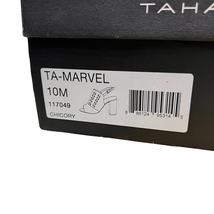 TAHA
TA-MARVEL
10M
117049
CHICORY